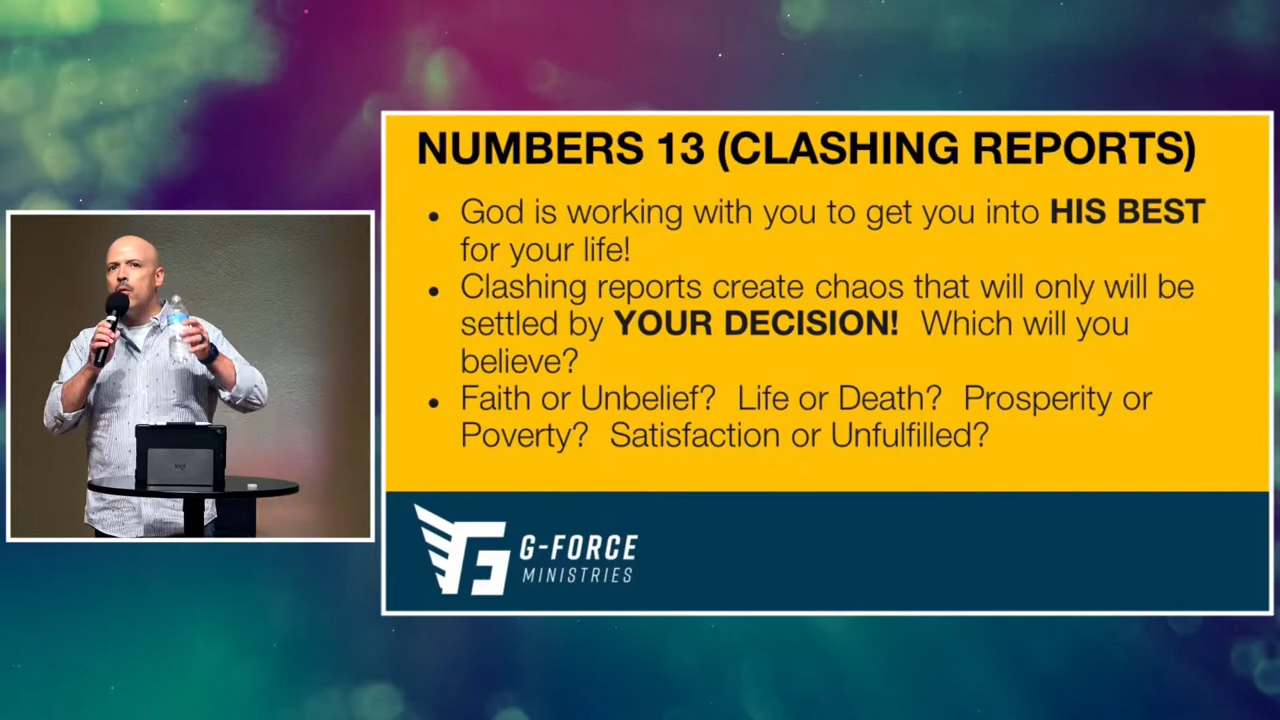 NUMBERS 13 (CLASHING REPORTS)
• God is working with you to get you into HIS BEST
for your life!
• Clashing reports create chaos that will only will be
settled by YOUR DECISION! Which will you
believe?
• Faith or Unbelief? Life or Death? Prosperity or
Poverty? Satisfaction or Unfulfilled?
logi
G-FORCE
MINISTRIES